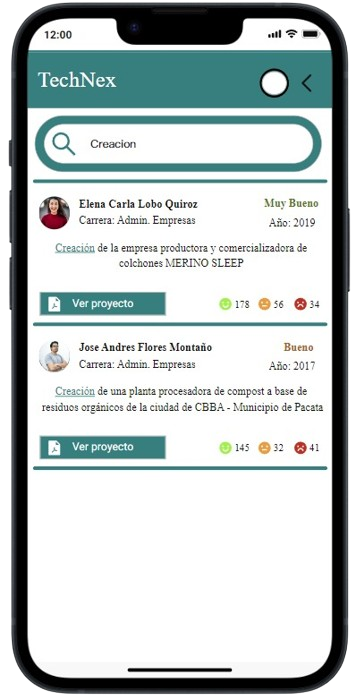 12:00
TechNex
Creacion
Elena Carla Lobo Quiroz
Muy Bueno
Carrera: Admin. Empresas
Año: 2019
Creación de la empresa productora y comercializadora de
colchones MERINO SLEEP
Ver proyecto
178
56
34
Jose Andres Flores Montaño
Bueno
Carrera: Admin. Empresas
Año: 2017
Creación de una planta procesadora de compost a base de
residuos orgánicos de la ciudad de CBBA - Municipio de Pacata
Ver proyecto
145
32
41